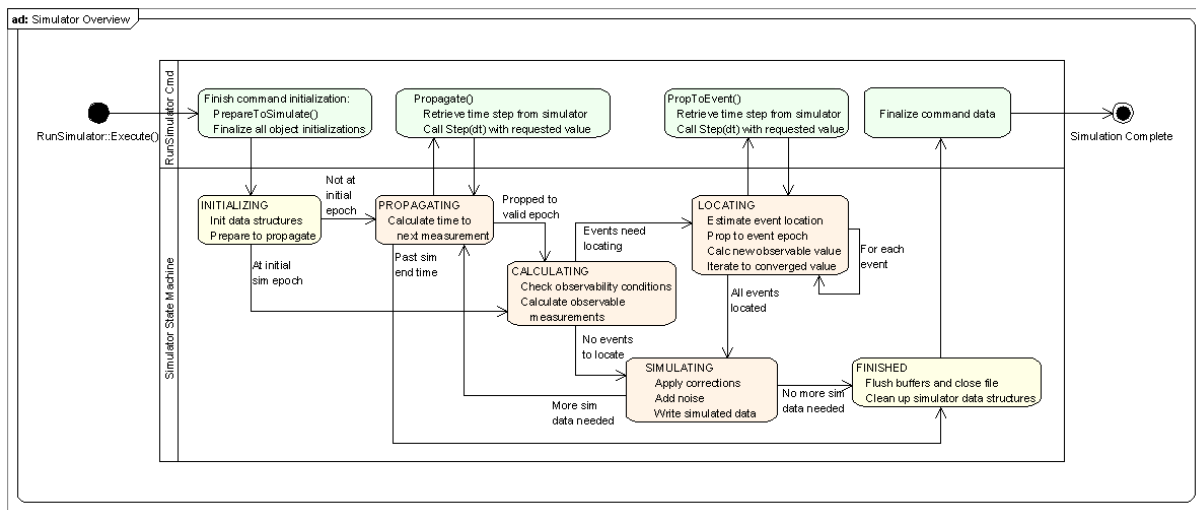 ad: Simulator Overview
RunSimulator Cmd
Finish command initialization:
PrepareToSimulate()
Finalize all object initializations
Propagate()
Retrieve time step from simulator
Call Step(dt) with requested value
PropToEvent()
Retrieve time step from simulator
Call Step(dt) with requested value
Finalize command data
RunSimulator::Execute()
Simulation Complete
Simulator State Machine
Not at
initial
epoch
INITIALIZING
Init data structures
Prepare to propagate
PROPAGATING
Calculate time to
next measurement
Propped to
valid epoch
LOCATING
Estimate event location
Prop to event epoch
Calc new observable value
Iterate to converged value
Events need
locating
For each
event
At initial
sim epoch
Past sim
end time
CALCULATING
Check observability conditions
Calculate observable
measurements
All events
located
No events
to locate
SIMULATING
Apply corrections
Add noise
Write simulated data
FINISHED
Flush buffers and close file
Clean up simulator data structures
More sim
data needed
No more sim
data needed